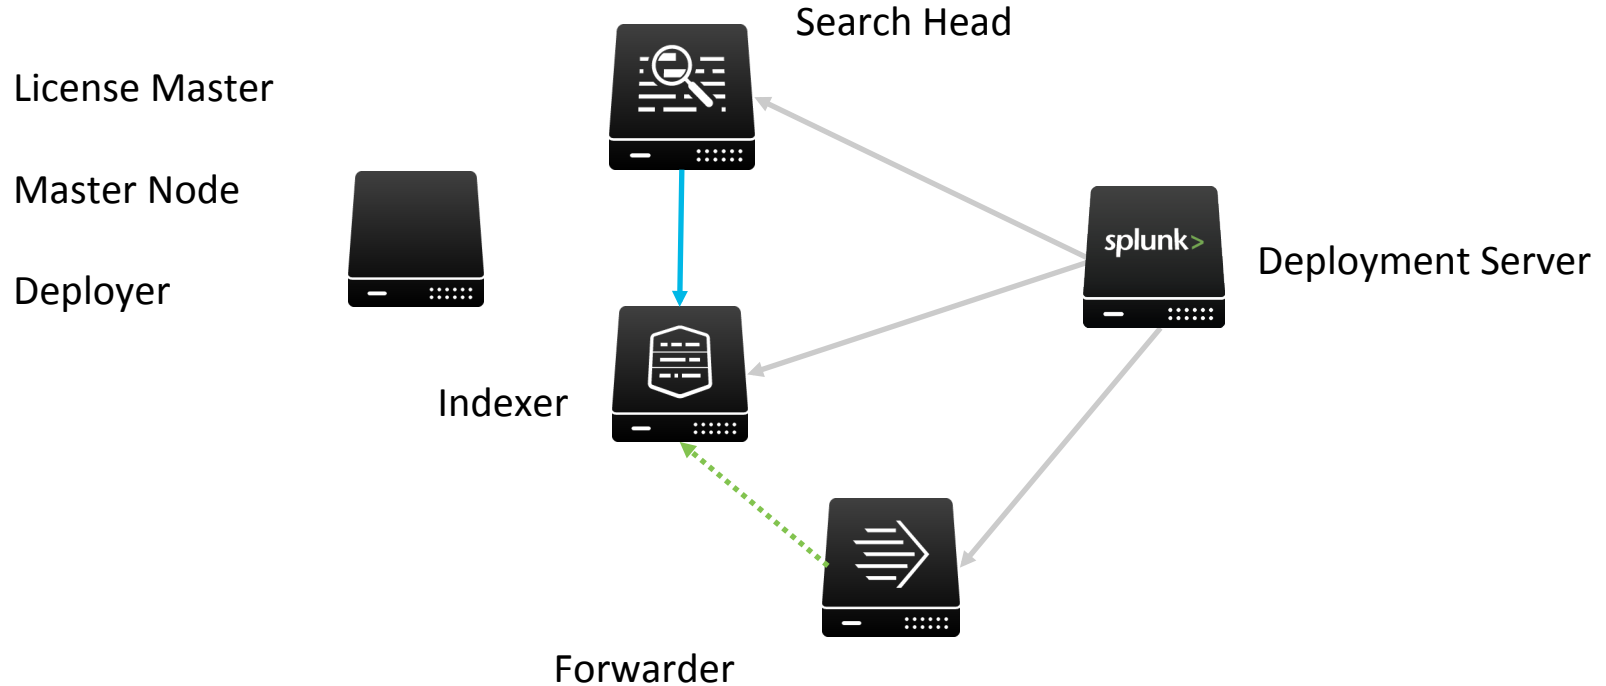 Search Head
License Master
Master Node
splunk>
Deployment Server
Deployer
Indexer
Forwarder